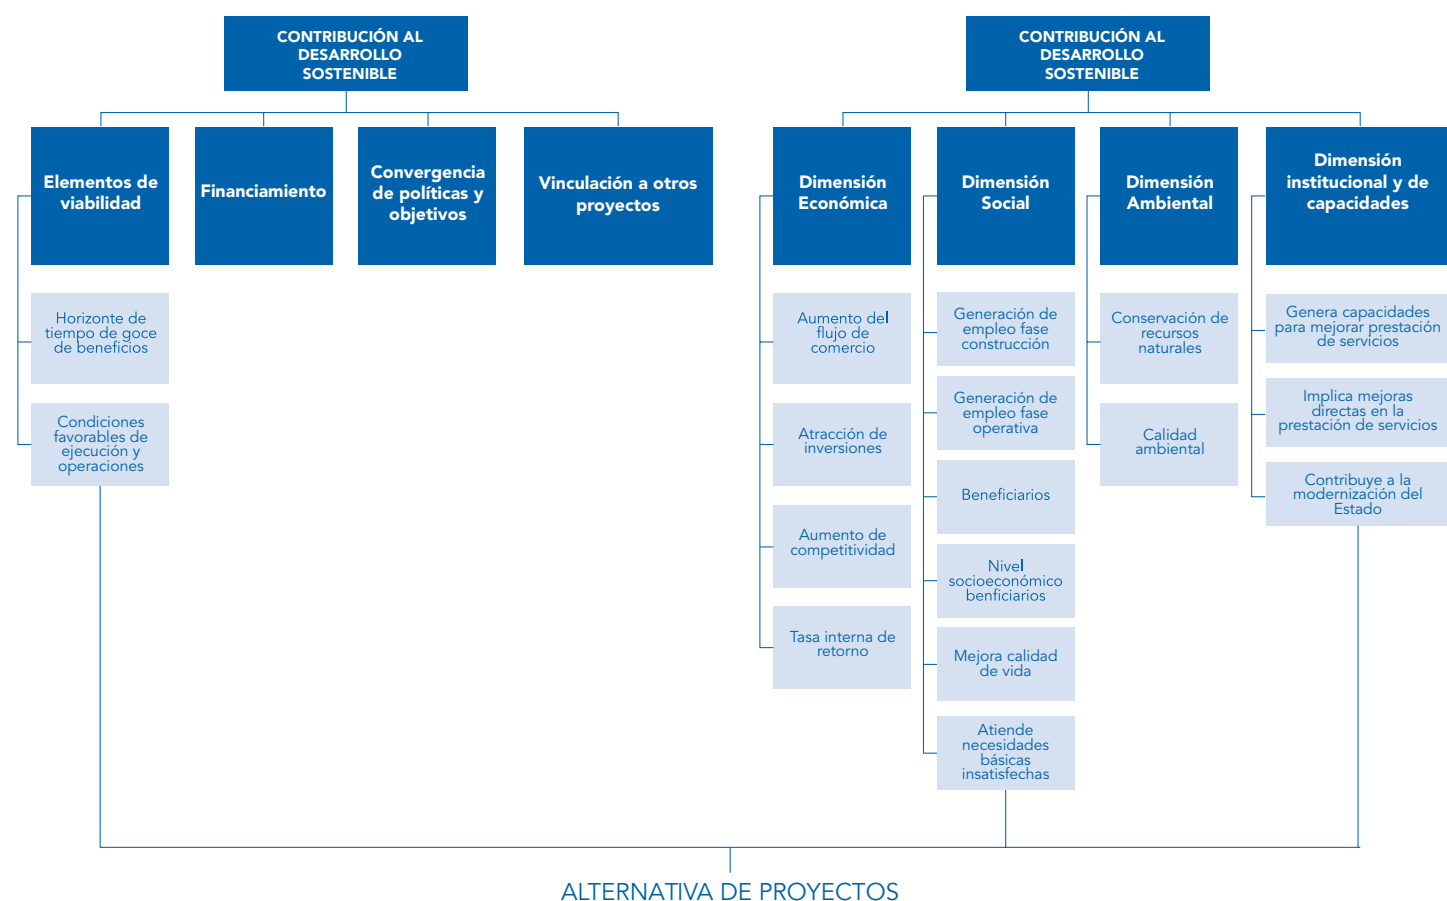 CONTRIBUCIÓN AL
DESARROLLO
SOSTENIBLE
Elementos de
viabilidad
Horizonte de
tiempo de goce
de beneficios
Condiciones
favorables de
ejecución y
operaciones
Financiamiento
Convergencia
de políticas y
objetivos
Vinculación a otros
proyectos
CONTRIBUCIÓN AL
DESARROLLO
SOSTENIBLE
Dimensión
Económica
Aumento del
flujo de
comercio
Atracción de
inversiones
Aumento de
competitividad
Tasa interna de
retorno
Dimensión
Social
Generación de
empleo fase
construcción
Generación de
empleo fase
operativa
Beneficiarios
Nivel
socioeconómico
benficiarios
Mejora calidad
de vida
Atiende
necesidades
básicas
insatisfechas
Dimensión
Ambiental
Conservación de
recursos
naturales
Calidad
ambiental
Dimensión
institucional y de
capacidades
Genera capacidades
para mejorar prestación
de servicios
Implica mejoras
directas en la
prestación de servicios
Contribuye a la
modernización del
Estado
ALTERNATIVA DE PROYECTOS